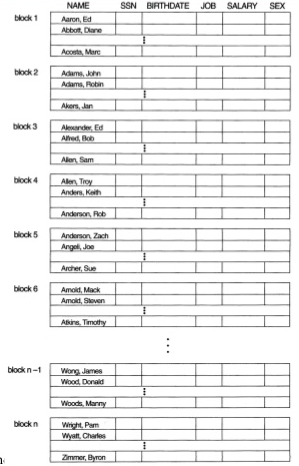 NAME SSN BIRTHDATE JOB SALARY SEX
block 1
Aaron, Ed
Abbott, Diane
Acosta, Marc
block 2
Adams, John
Adams, Robin
Akers, Jan
block 3
Alexander, Ed
Alfred, Bob
Allen, Sam
block 4
Allen, Troy
Anders, Keith
Anderson, Rob
block 5
Anderson, Zach
Angeli, Joe
Archer, Sue
block 6
Arnold, Mack
Arnold, Steven
Atkins, Timothy
block n –1
Wong, James
Wood, Donald
Woods, Manny
block n
Wright, Pam
Wyatt, Charles
Zimmer, Byron